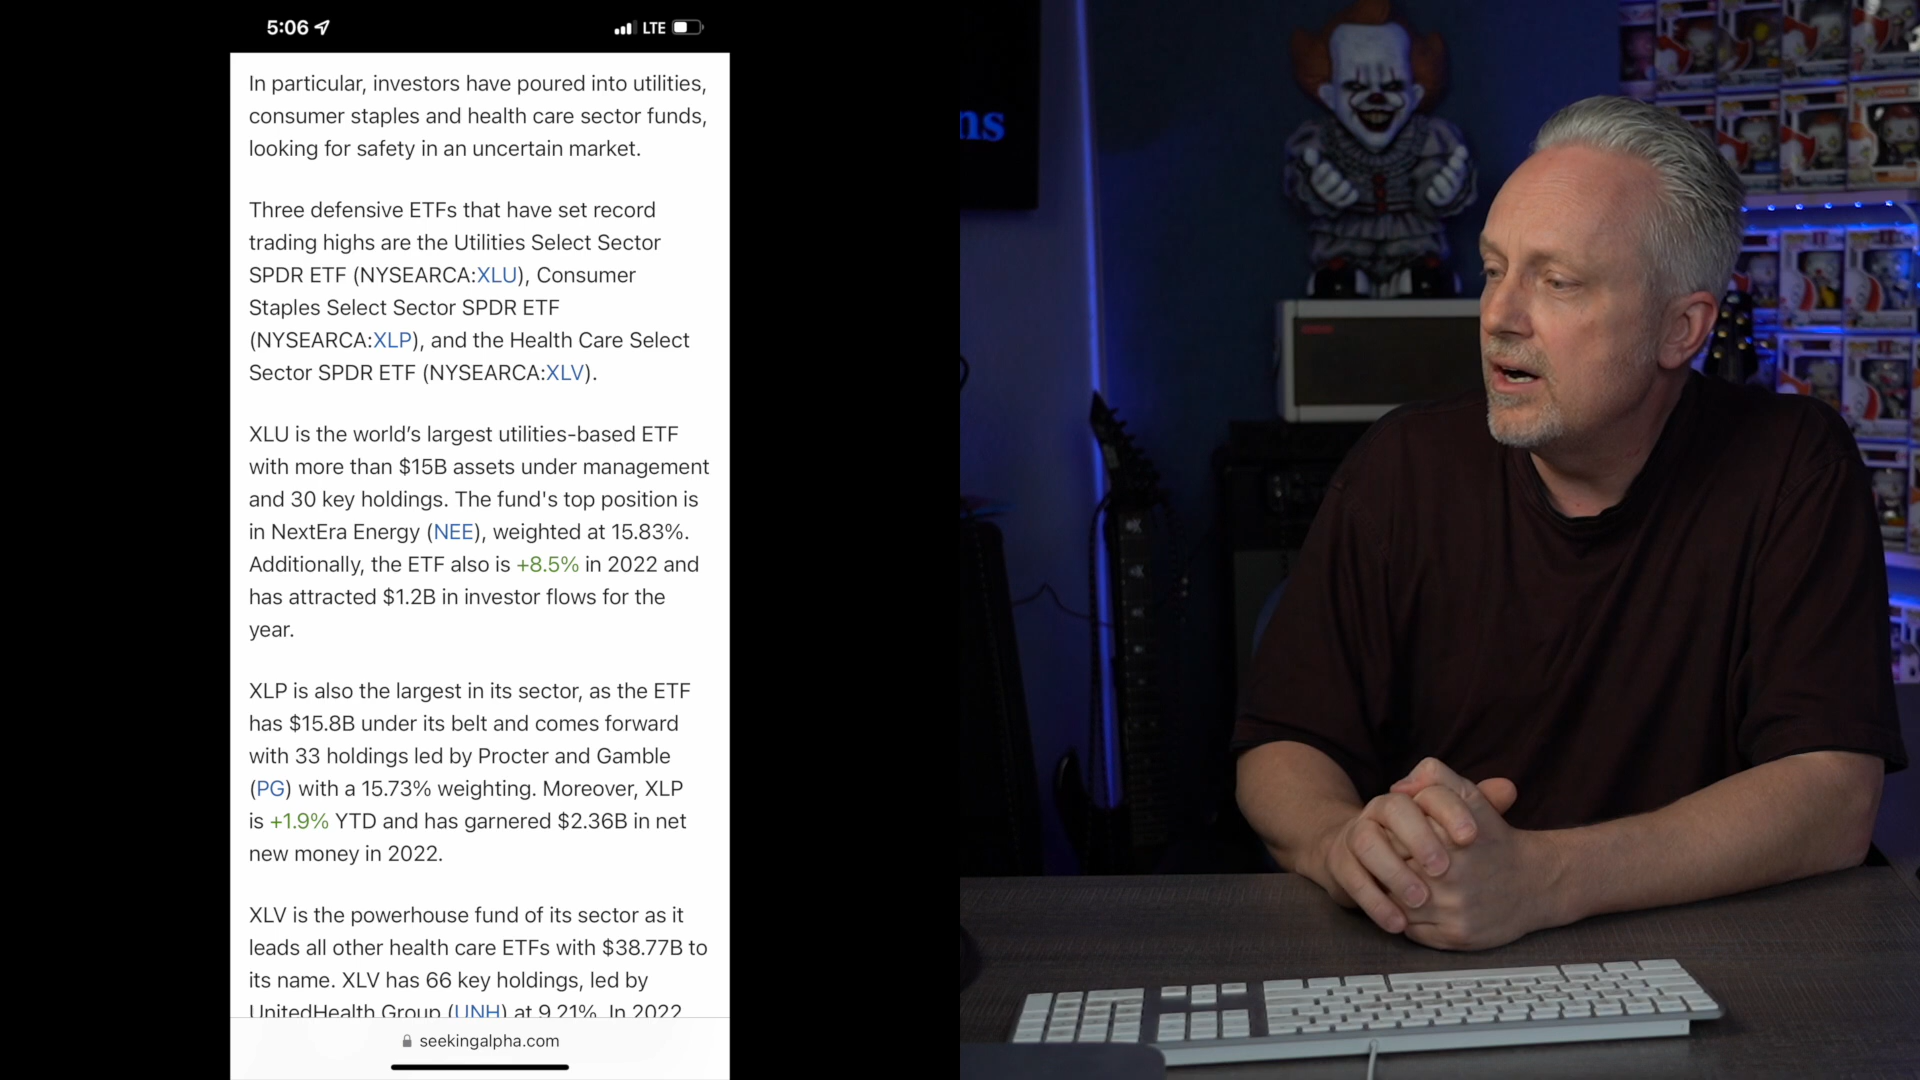 5:06
LTE
In particular, investors have poured into utilities,
consumer staples and health care sector funds,
looking for safety in an uncertain market.
Three defensive ETFs that have set record
trading highs are the Utilities Select Sector
SPDR ETF (NYSEARCA:XLU), Consumer
Staples Select Sector SPDR ETF
(NYSEARCA:XLP), and the Health Care Select
Sector SPDR ETF (NYSEARCA:XLV).
XLU is the world’s largest utilities-based ETF
with more than $15B assets under management
and 30 key holdings. The fund's top position is
in NextEra Energy (NEE), weighted at 15.83%.
Additionally, the ETF also is +8.5% in 2022 and
has attracted $1.2B in investor flows for the
year.
XLP is also the largest in its sector, as the ETF
has $15.8B under its belt and comes forward
with 33 holdings led by Procter and Gamble
(PG) with a 15.73% weighting. Moreover, XLP
is +1.9% YTD and has garnered $2.36B in net
new money in 2022.
XLV is the powerhouse fund of its sector as it
leads all other health care ETFs with $38.77B to
its name. XLV has 66 key holdings, led by
UnitedHealth Group (UNH) at 9.21%. In 2022
seekingalpha.com
ns